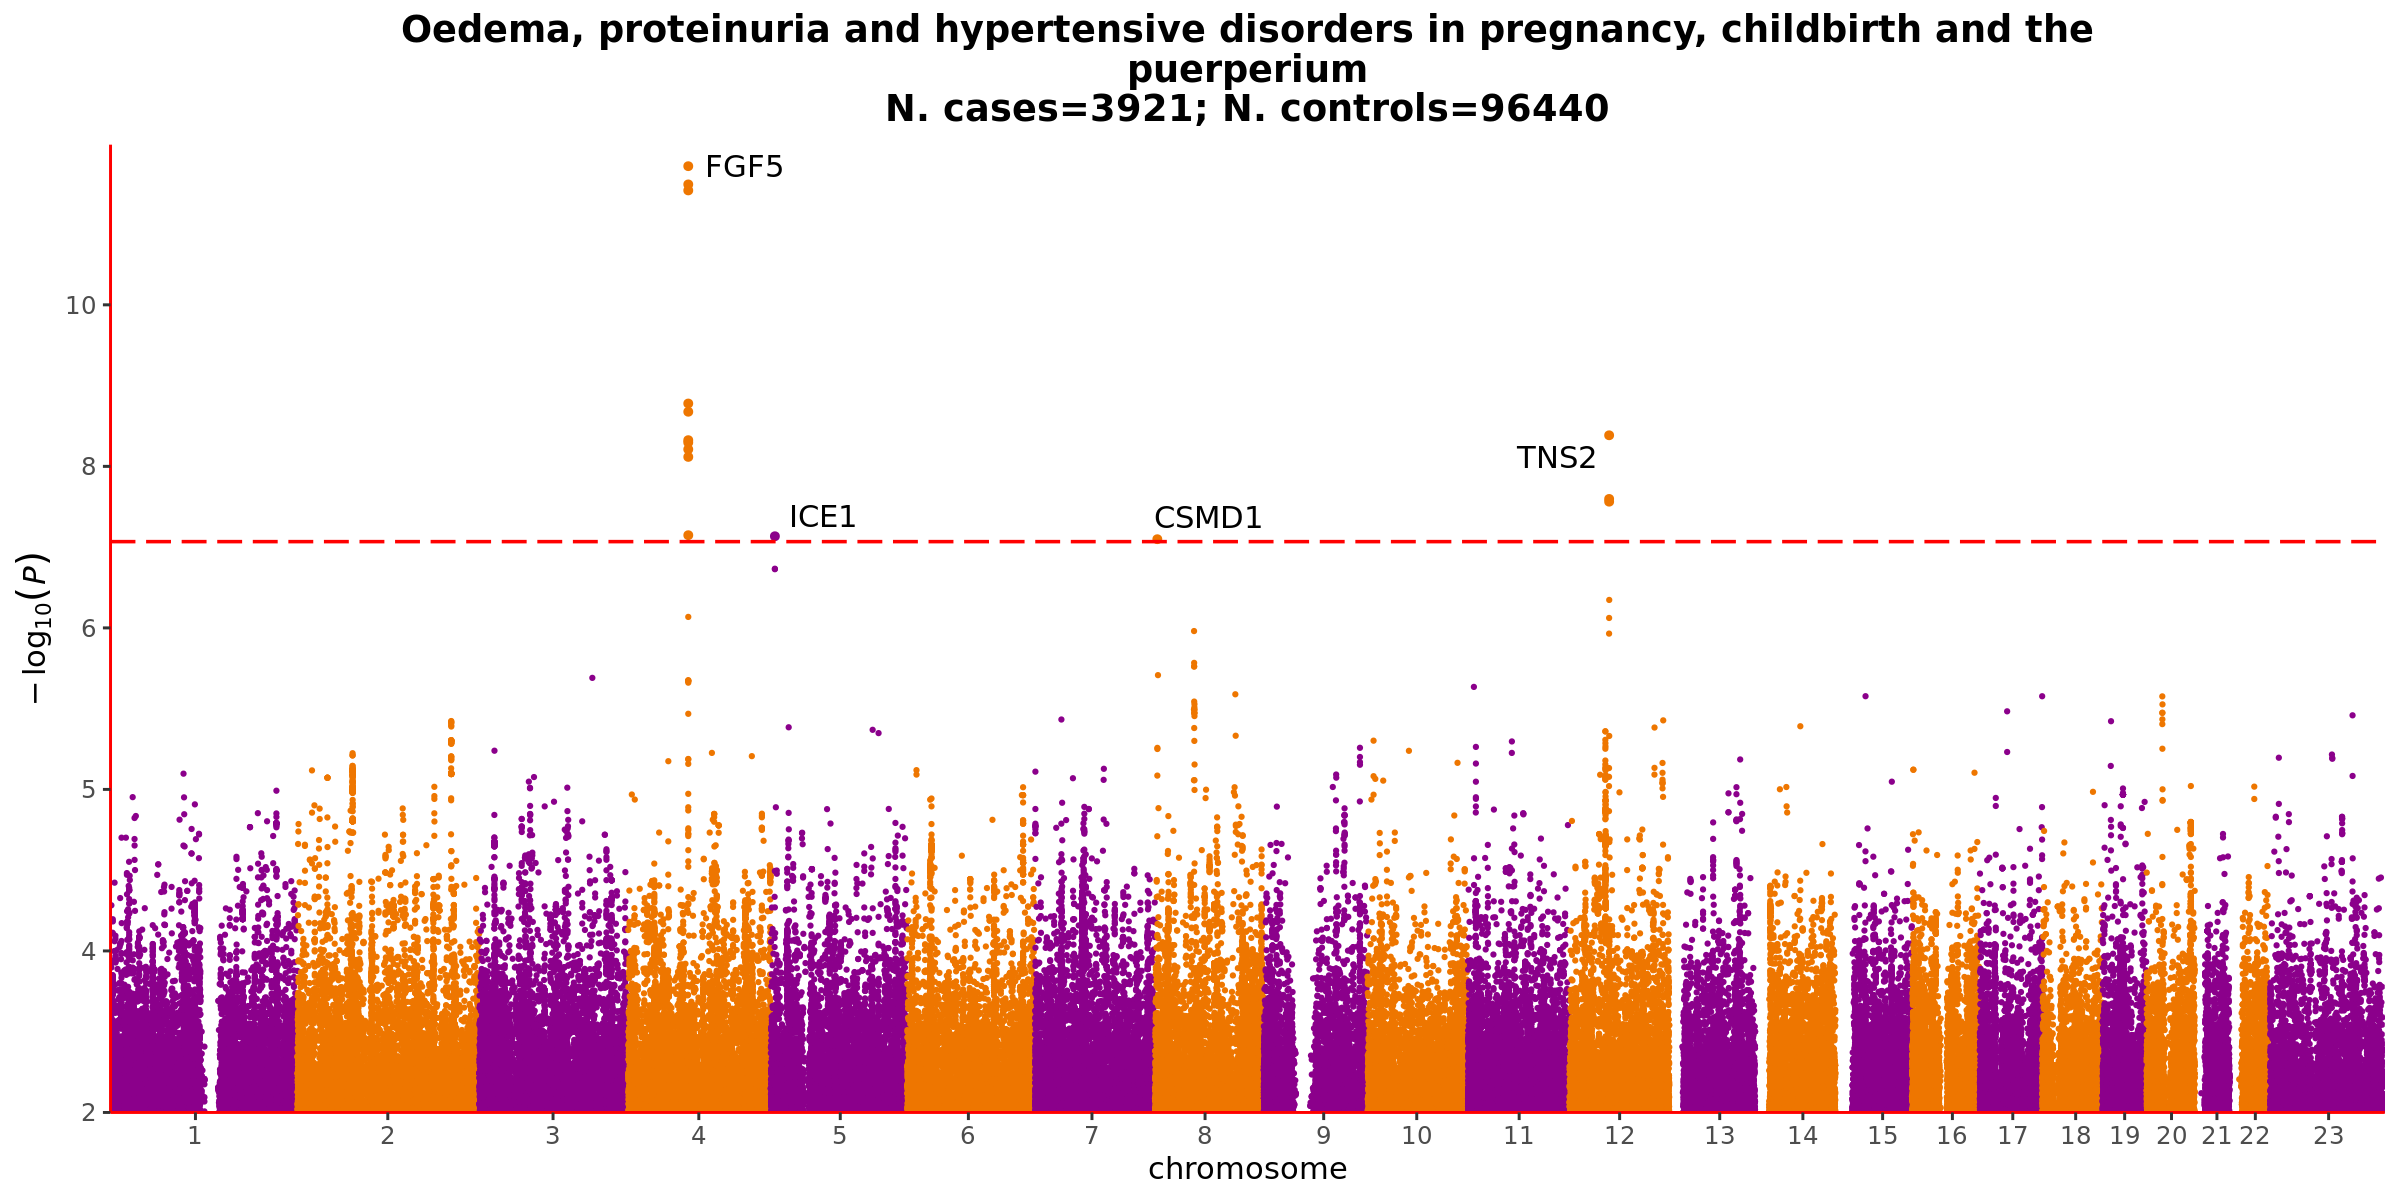 Oedema, proteinuria and hypertensive disorders in pregnancy, childbirth and the
puerperium
N. cases=3921; N. controls=96440
FGF5
10
8
TNS2
ICE1
CSMD1
−log10(P)
6
5
4
2
1 2 3 4 5 6 7 8 9 10 11 12 13 14 15 16 17 18 19 20 21 22 23
chromosome